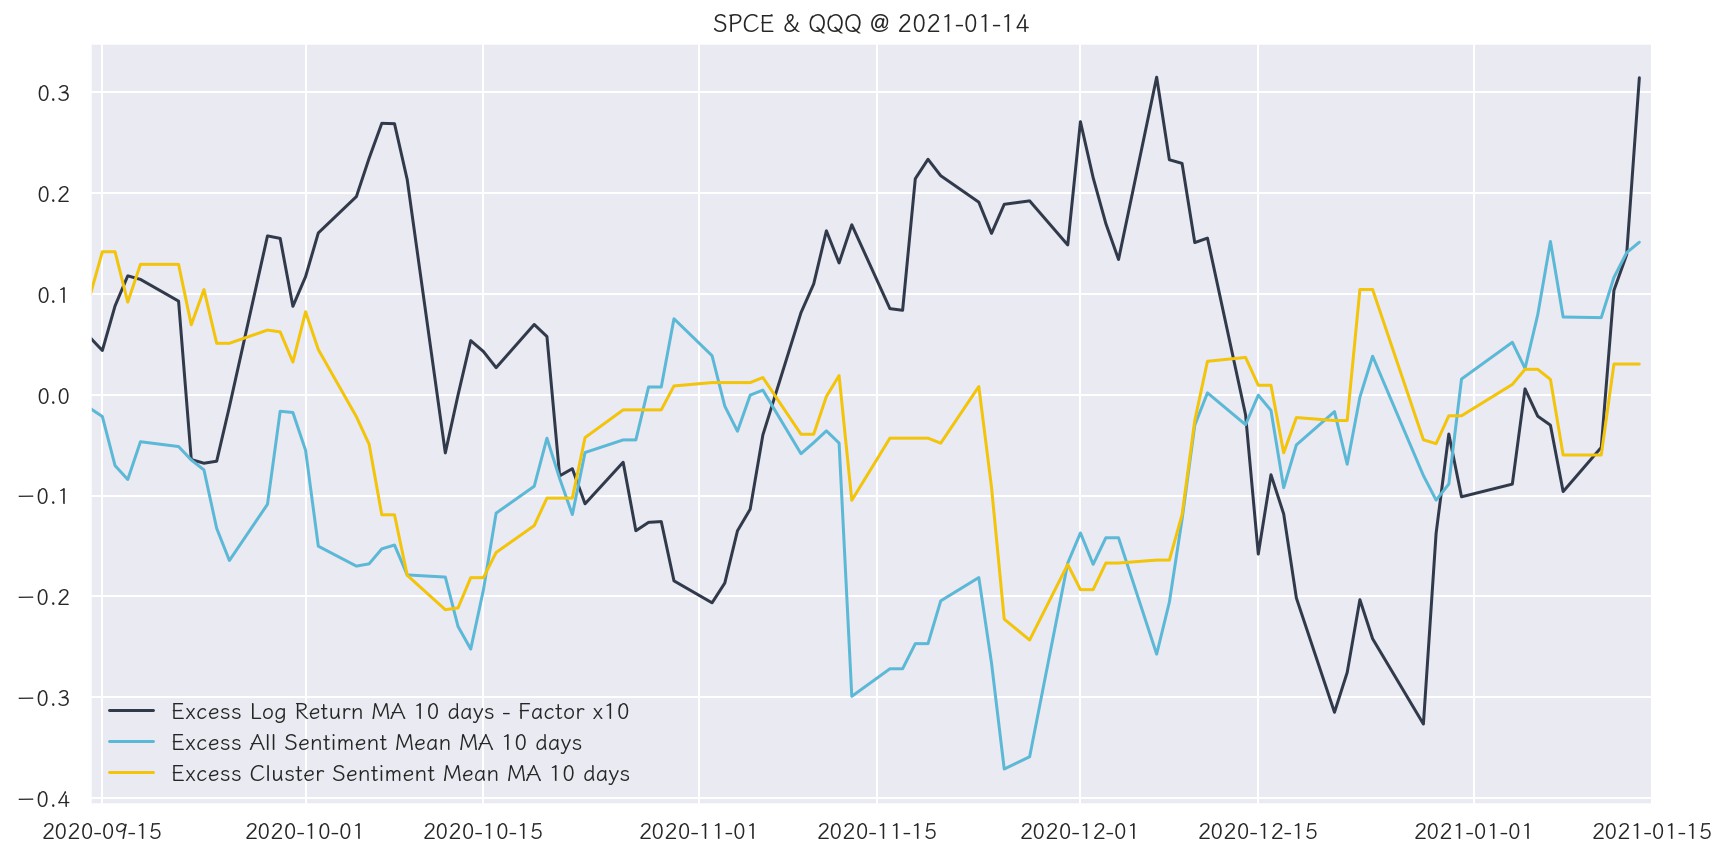 SPCE & QQQ @ 2021-01-14
0.3
0.2
0.1
0.0
−0.1
−0.2
−0.3
−0.4
Excess Log Return MA 10 days - Factor x10
Excess All Sentiment Mean MA 10 days
Excess Cluster Sentiment Mean MA 10 days
2020-09-15 2020-10-01 2020-10-15 2020-11-01 2020-11-15 2020-12-01 2020-12-15 2021-01-01 2021-01-15